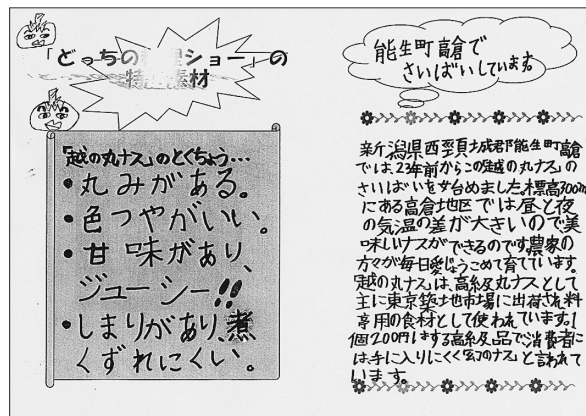 「どっちの料理ショー」の
特選素材
「越の丸ナス」のとくちょう…
・丸みがある。
・色つやがいい。
・甘味があり、
ジューシー!!
・しまりがあり、煮
くずれにくい。
能生町高倉で
さいばいしています。
新潟県西頸城郡能生町高倉
では、23年前からこの「越の丸ナス」の
さいばいを始めました。標高300m
にある高倉地区では昼と夜
の気温の差が大きいので美
味しいナスができるのです。農家の
方々が毎日愛じょうこめて育てています。
「越の丸ナス」は、高級丸ナスとして
主に東京築地市場に出荷され料
亭用の食材として使われています。1
個200円もする高級品で消費者に
は手に入りにくく「幻のナス」と言われて
います。